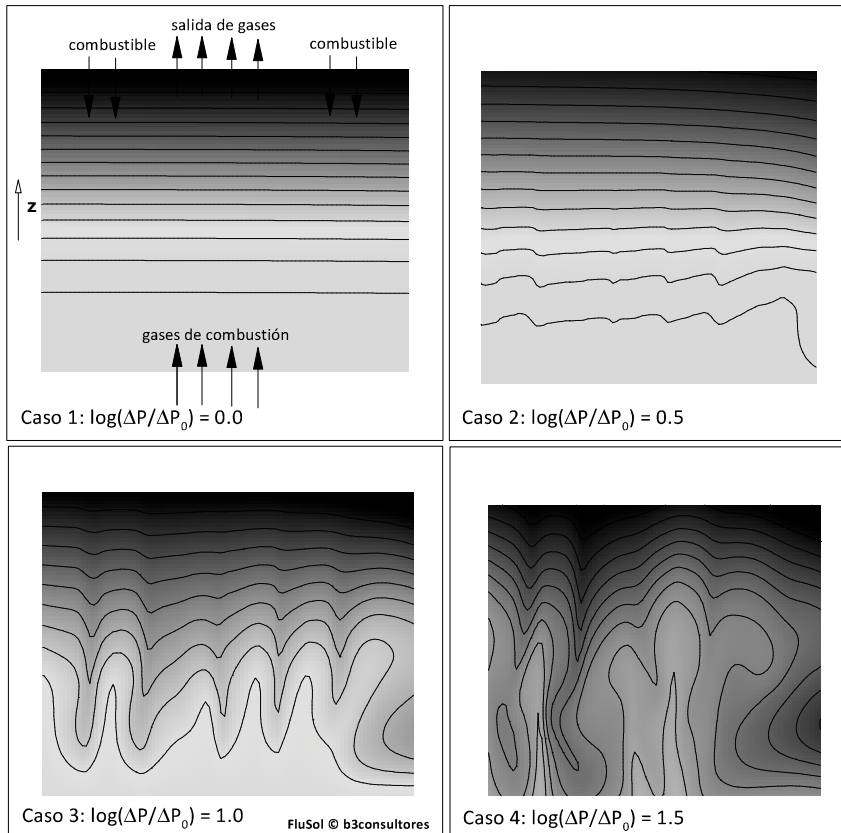 salida de gases
combustible
combustible
z
gases de combustión
Caso 1: log(ΔP/ΔP₀) = 0.0
Caso 2: log(ΔP/ΔP₀) = 0.5
Caso 3: log(ΔP/ΔP₀) = 1.0
FluSol © b3consultores
Caso 4: log(ΔP/ΔP₀) = 1.5